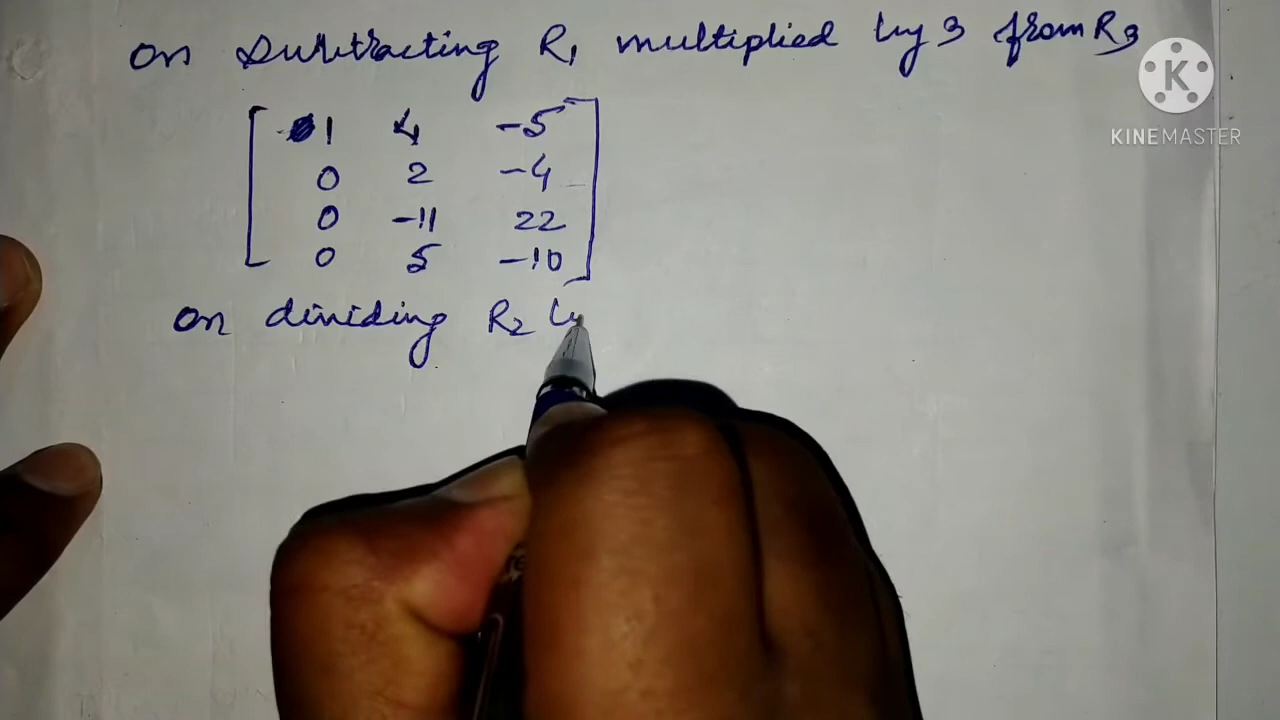 On Subtracting R1 multiplied by 3 from R3
K
KINEMASTER
1 4 -5
0 2 -4
0 -11 22
0 5 -10
On dividing R2 by